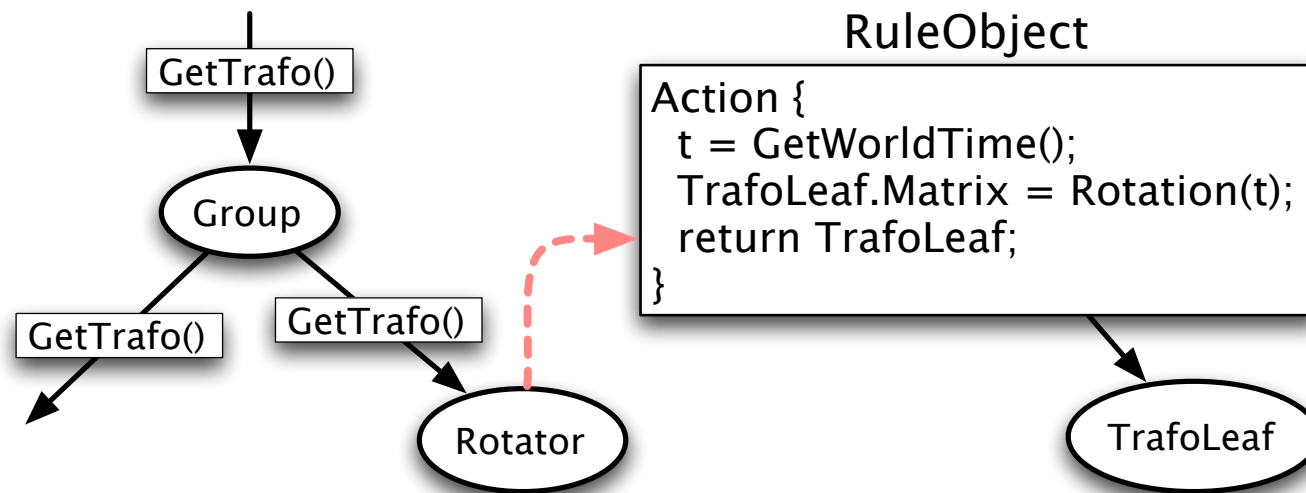 GetTrafo()
Group
GetTrafo()
GetTrafo()
Rotator
RuleObject
Action {
t = GetWorldTime();
TrafoLeaf.Matrix = Rotation(t);
return TrafoLeaf;
}
TrafoLeaf